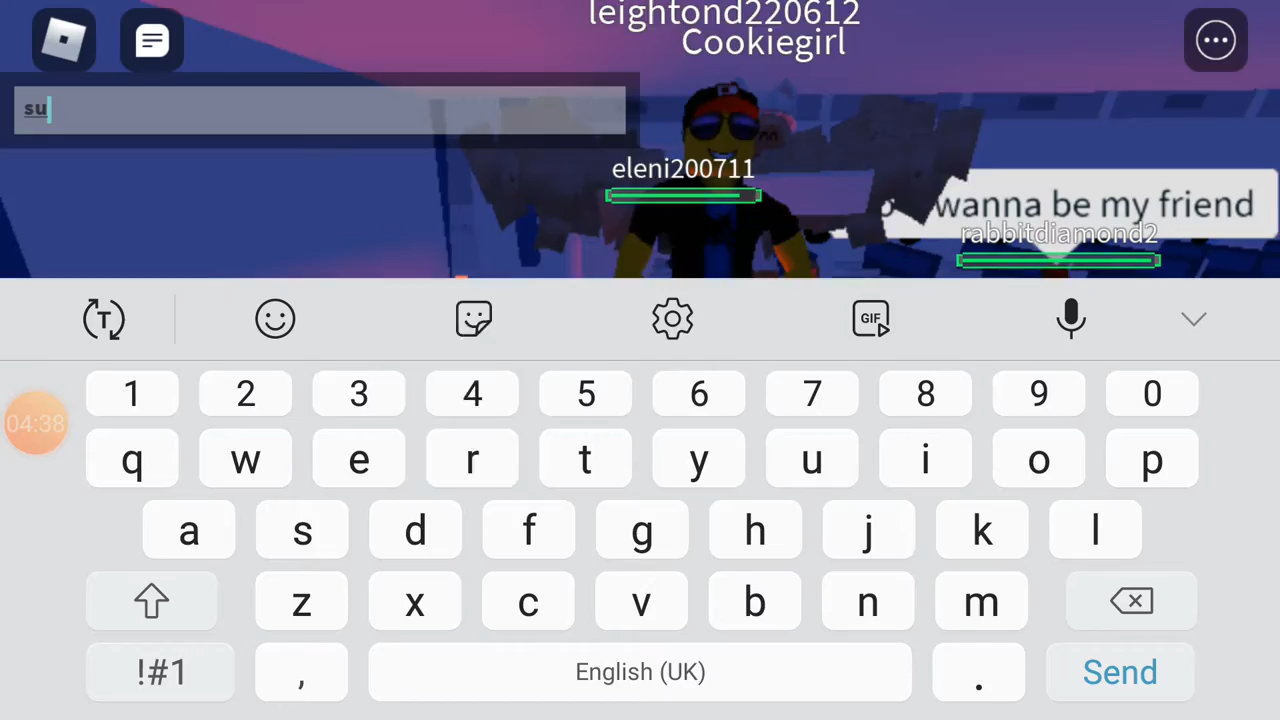 leightond220612
Cookiegirl
su
eleni200711
wanna be my friend
rabbitdiamond2
T
GIF
04:38
1 2 3 4 5 6 7 8 9 0
q w e r t y u i o p
a s d f g h j k l
z x c v b n m
!#1 , English (UK) . Send